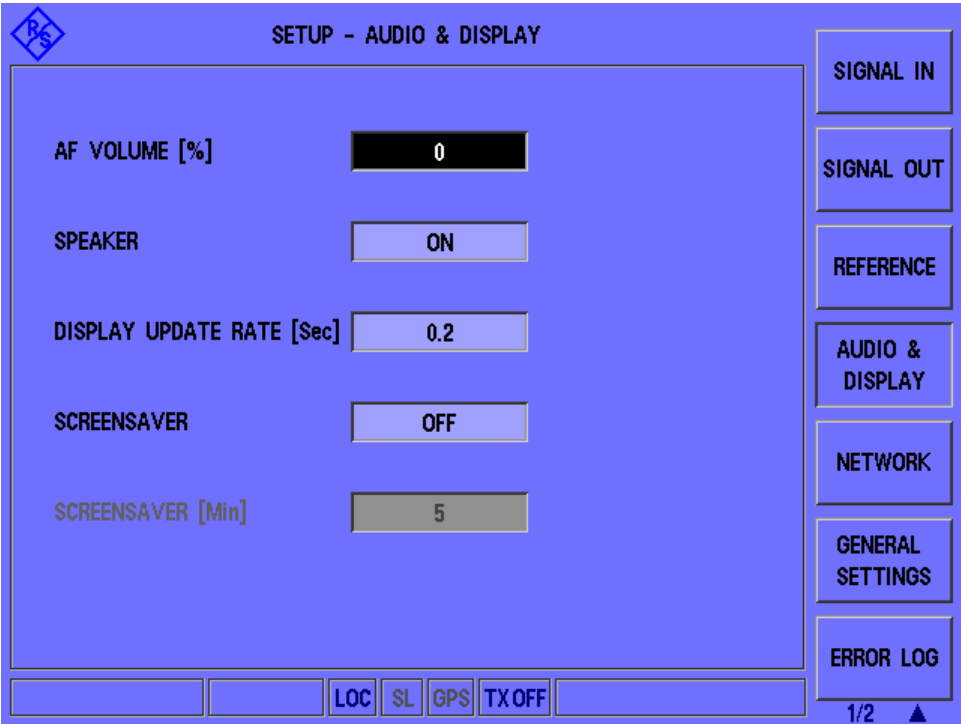 R&S
SETUP - AUDIO & DISPLAY
AF VOLUME [%] 0
SPEAKER ON
DISPLAY UPDATE RATE [Sec] 0.2
SCREENSAVER OFF
SCREENSAVER [Min] 5
LOC SL GPS TX OFF
SIGNAL IN
SIGNAL OUT
REFERENCE
AUDIO &
DISPLAY
NETWORK
GENERAL
SETTINGS
ERROR LOG
1/2 ▲